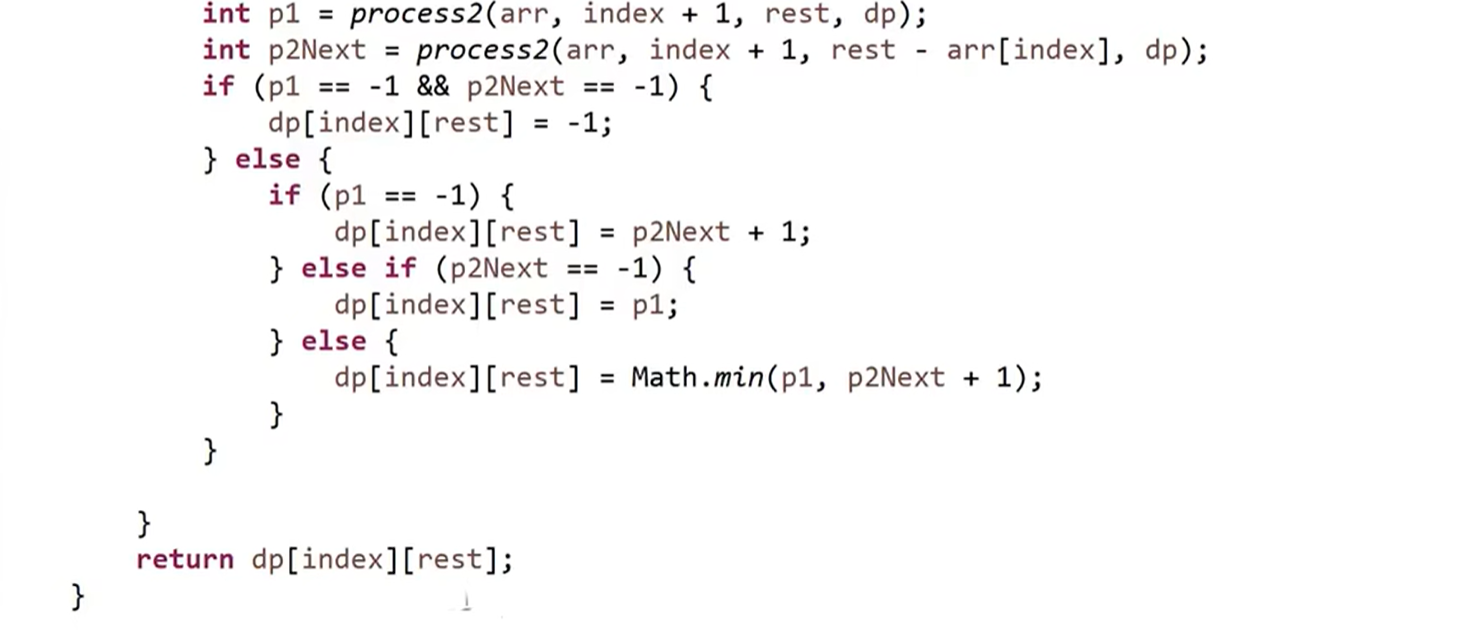 int p1 = process2(arr, index + 1, rest, dp);
int p2Next = process2(arr, index + 1, rest - arr[index], dp);
if (p1 == -1 && p2Next == -1) {
dp[index][rest] = -1;
} else {
if (p1 == -1) {
dp[index][rest] = p2Next + 1;
} else if (p2Next == -1) {
dp[index][rest] = p1;
} else {
dp[index][rest] = Math.min(p1, p2Next + 1);
}
}
}
return dp[index][rest];
}